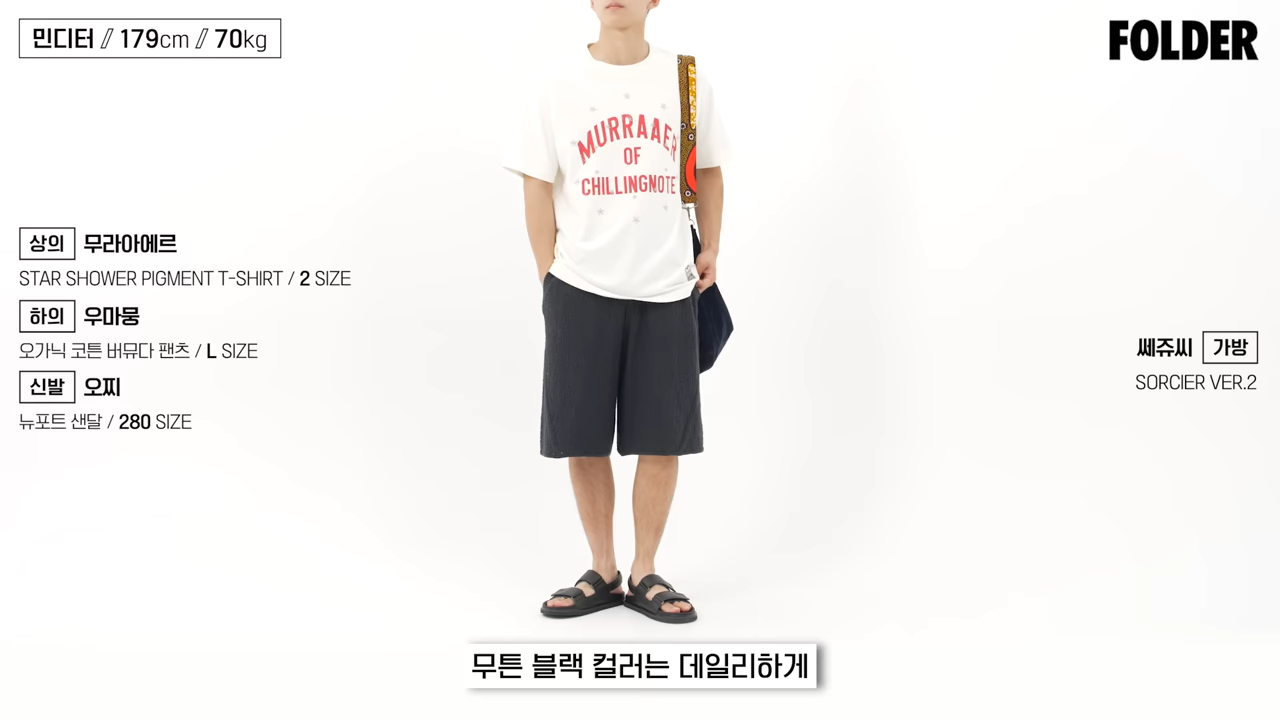 민디터 // 179cm // 70kg
FOLDER
MURRAAER
OF
CHILLINGNOTE
상의 무라아에르
STAR SHOWER PIGMENT T-SHIRT / 2 SIZE
하의 우마뭉
오가닉 코튼 버뮤다 팬츠 / L SIZE
신발 오찌
뉴포트 샌달 / 280 SIZE
쎄쥬씨 가방
SORCIER VER.2
무튼 블랙 컬러는 데일리하게